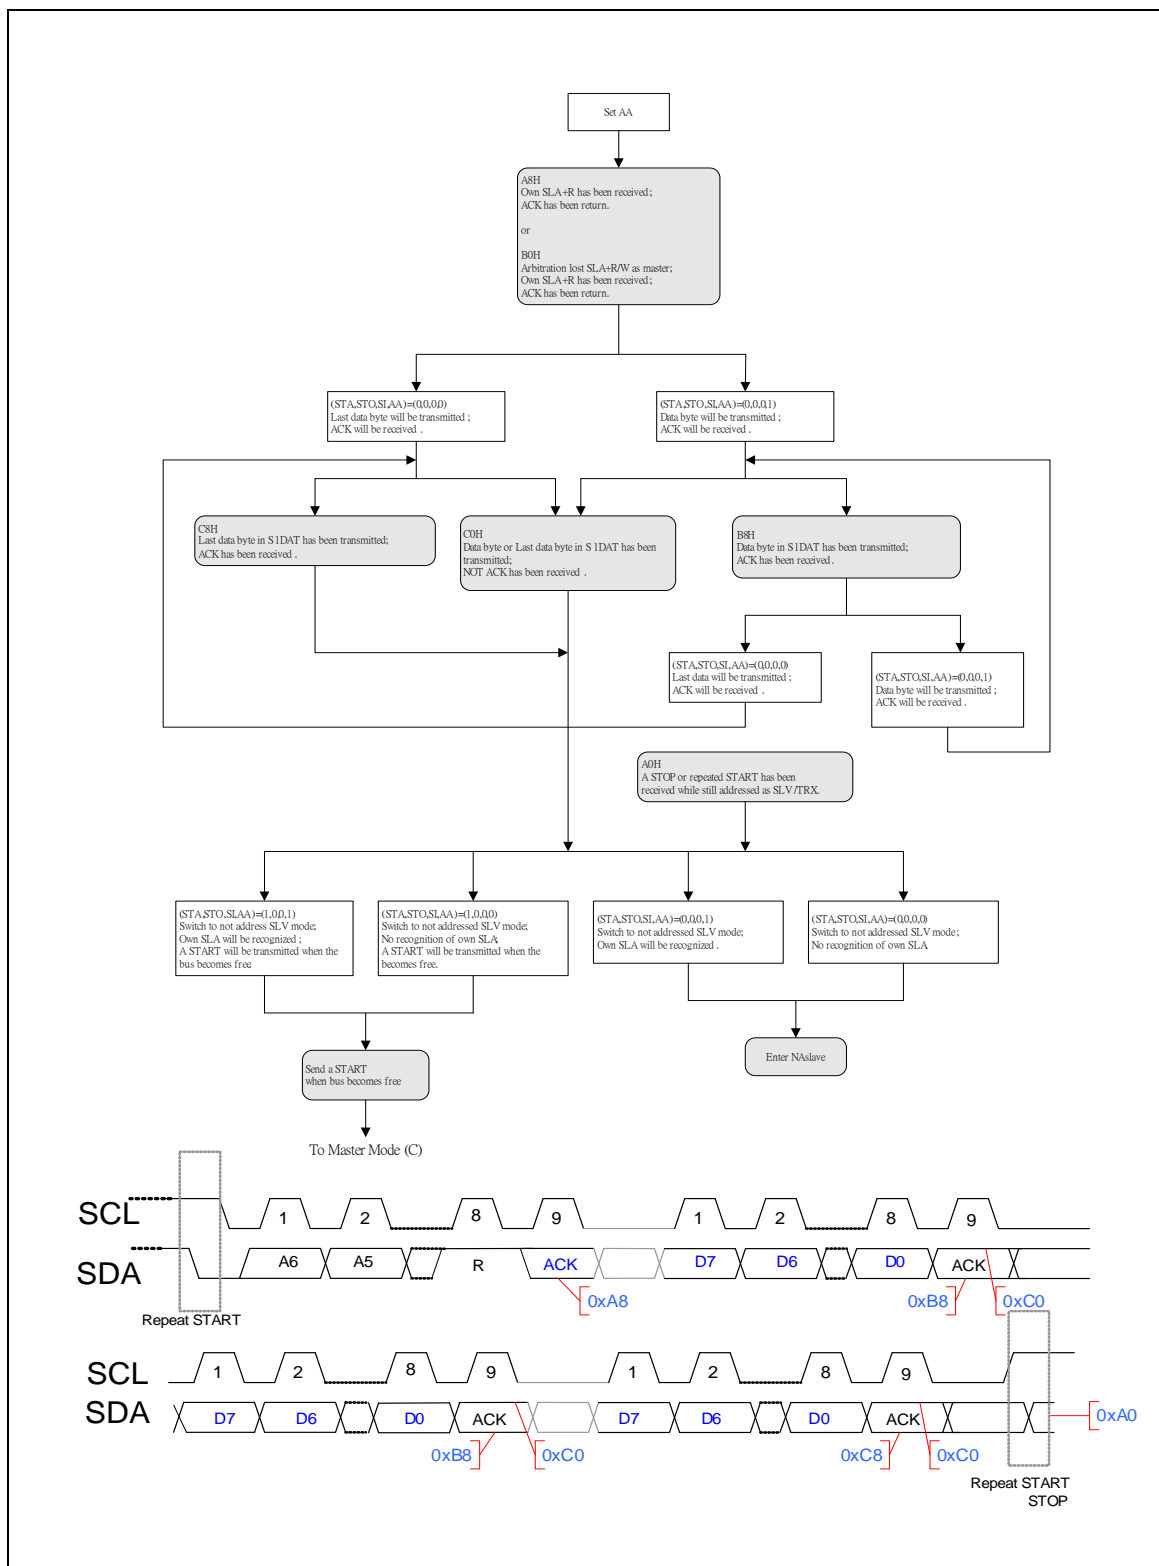 Set AA
A8H
Own SLA+R has been received;
ACK has been return.
or
B0H
Arbitration lost SLA+R/W as master;
Own SLA+R has been received;
ACK has been return.
(STA,STO,SI,AA)=(0,0,0,0)
Last data byte will be transmitted ;
ACK will be received .
(STA,STO,SI,AA)=(0,0,0,1)
Data byte will be transmitted ;
ACK will be received .
C8H
Last data byte in S1DAT has been transmitted;
ACK has been received .
C0H
Data byte or Last data byte in S1DAT has been
transmitted;
NOT ACK has been received .
B8H
Data byte in S1DAT has been transmitted;
ACK has been received .
(STA,STO,SI,AA)=(0,0,0,0)
Last data will be transmitted ;
ACK will be received .
(STA,STO,SI,AA)=(0,0,0,1)
Data byte will be transmitted ;
ACK will be received .
A0H
A STOP or repeated START has been
received while still addressed as SLV/TRX.
(STA,STO,SI,AA)=(1,0,0,1)
Switch to not address SLV mode;
Own SLA will be recognized ;
A START will be transmitted when the
bus becomes free.
(STA,STO,SI,AA)=(1,0,0,0)
Switch to not addressed SLV mode;
No recognition of own SLA;
A START will be transmitted when the
becomes free.
(STA,STO,SI,AA)=(0,0,0,1)
Switch to not addressed SLV mode;
Own SLA will be recognized .
(STA,STO,SI,AA)=(0,0,0,0)
Switch to not addressed SLV mode;
No recognition of own SLA
Send a START
when bus becomes free
Enter NAslave
To Master Mode (C)
SCL 1 2 8 9 1 2 8 9
SDA A6 A5 R ACK D7 D6 D0 ACK
0xA8 0xB8 0xC0
Repeat START
SCL 1 2 8 9 1 2 8 9
SDA D7 D6 D0 ACK D7 D6 D0 ACK 0xA0
0xB8 0xC0 0xC8 0xC0
Repeat START
STOP